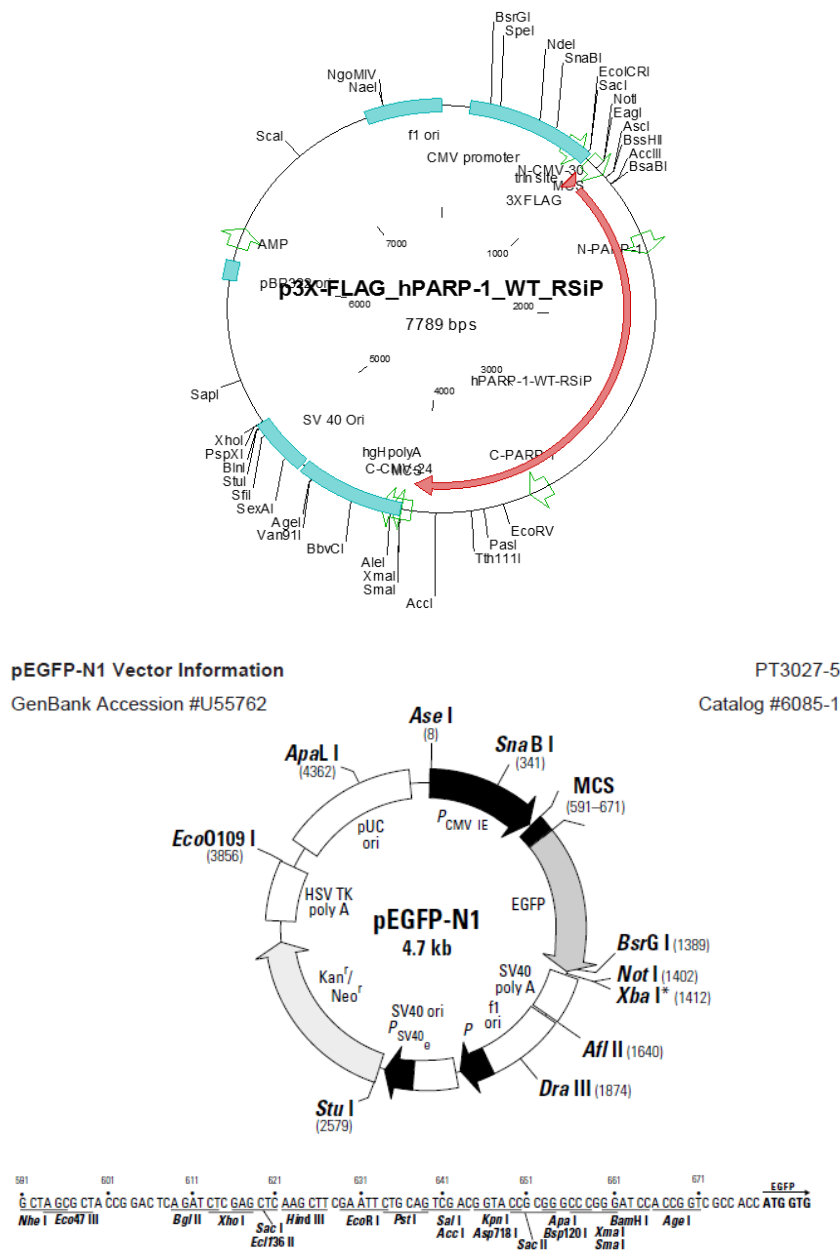 BsrGI
SpeI
NdeI
SnaBI
EcoICRI
SacI
NotI
EagI
AscI
BssHII
AccIII
BsaBI
NgoMIV
NaeI
ScaI
f1 ori
CMV promoter
N-CMV-30
MCS
3XFLAG
N-PARP-1
AMP
pBR322 ori
7000
1000
p3X-FLAG_hPARP-1_WT_RSiP
6000
2000
7789 bps
5000
3000
4000
hPARP-1-WT-RSiP
SapI
SV 40 Ori
hgH polyA
C-CMV-24
MCS
C-PARP-1
XhoI
PspXI
BlnI
StuI
SfiI
SexAI
AgeI
Van91I
BbvCI
AleI
XmaI
SmaI
AccI
Tth111I
PasI
EcoRV
pEGFP-N1 Vector Information PT3027-5
GenBank Accession #U55762 Catalog #6085-1
Ase I
(8)
SnaB I
(341)
MCS
(591–671)
ApaL I
(4362)
EcoO109 I
(3856)
pUC
ori
P CMV IE
HSV TK
poly A
EGFP
pEGFP-N1
4.7 kb
BsrG I (1389)
Not I (1402)
Xba I* (1412)
Kanr/
Neor
SV40
poly A
SV40 ori
f1
ori
P SV40 e
P
Afl II (1640)
Dra III (1874)
Stu I
(2579)
591 601 611 621 631 641 651 661 671 EGFP
G CTA GCG CTA CCG GAC TCA GAT CTC GAG CTC AAG CTT CGA ATT CTG CAG TCG ACG GTA CCG CGG GCC CGG GAT CCA CCG GTC GCC ACC ATG GTG
Nhe I Eco47 III Bgl II Xho I Sac I Hind III EcoR I Pst I Sal I Kpn I Apa I BamH I Age I
Ecl136 II Acc I Asp718 I Bsp120 I Xma I
Sac II Sma I